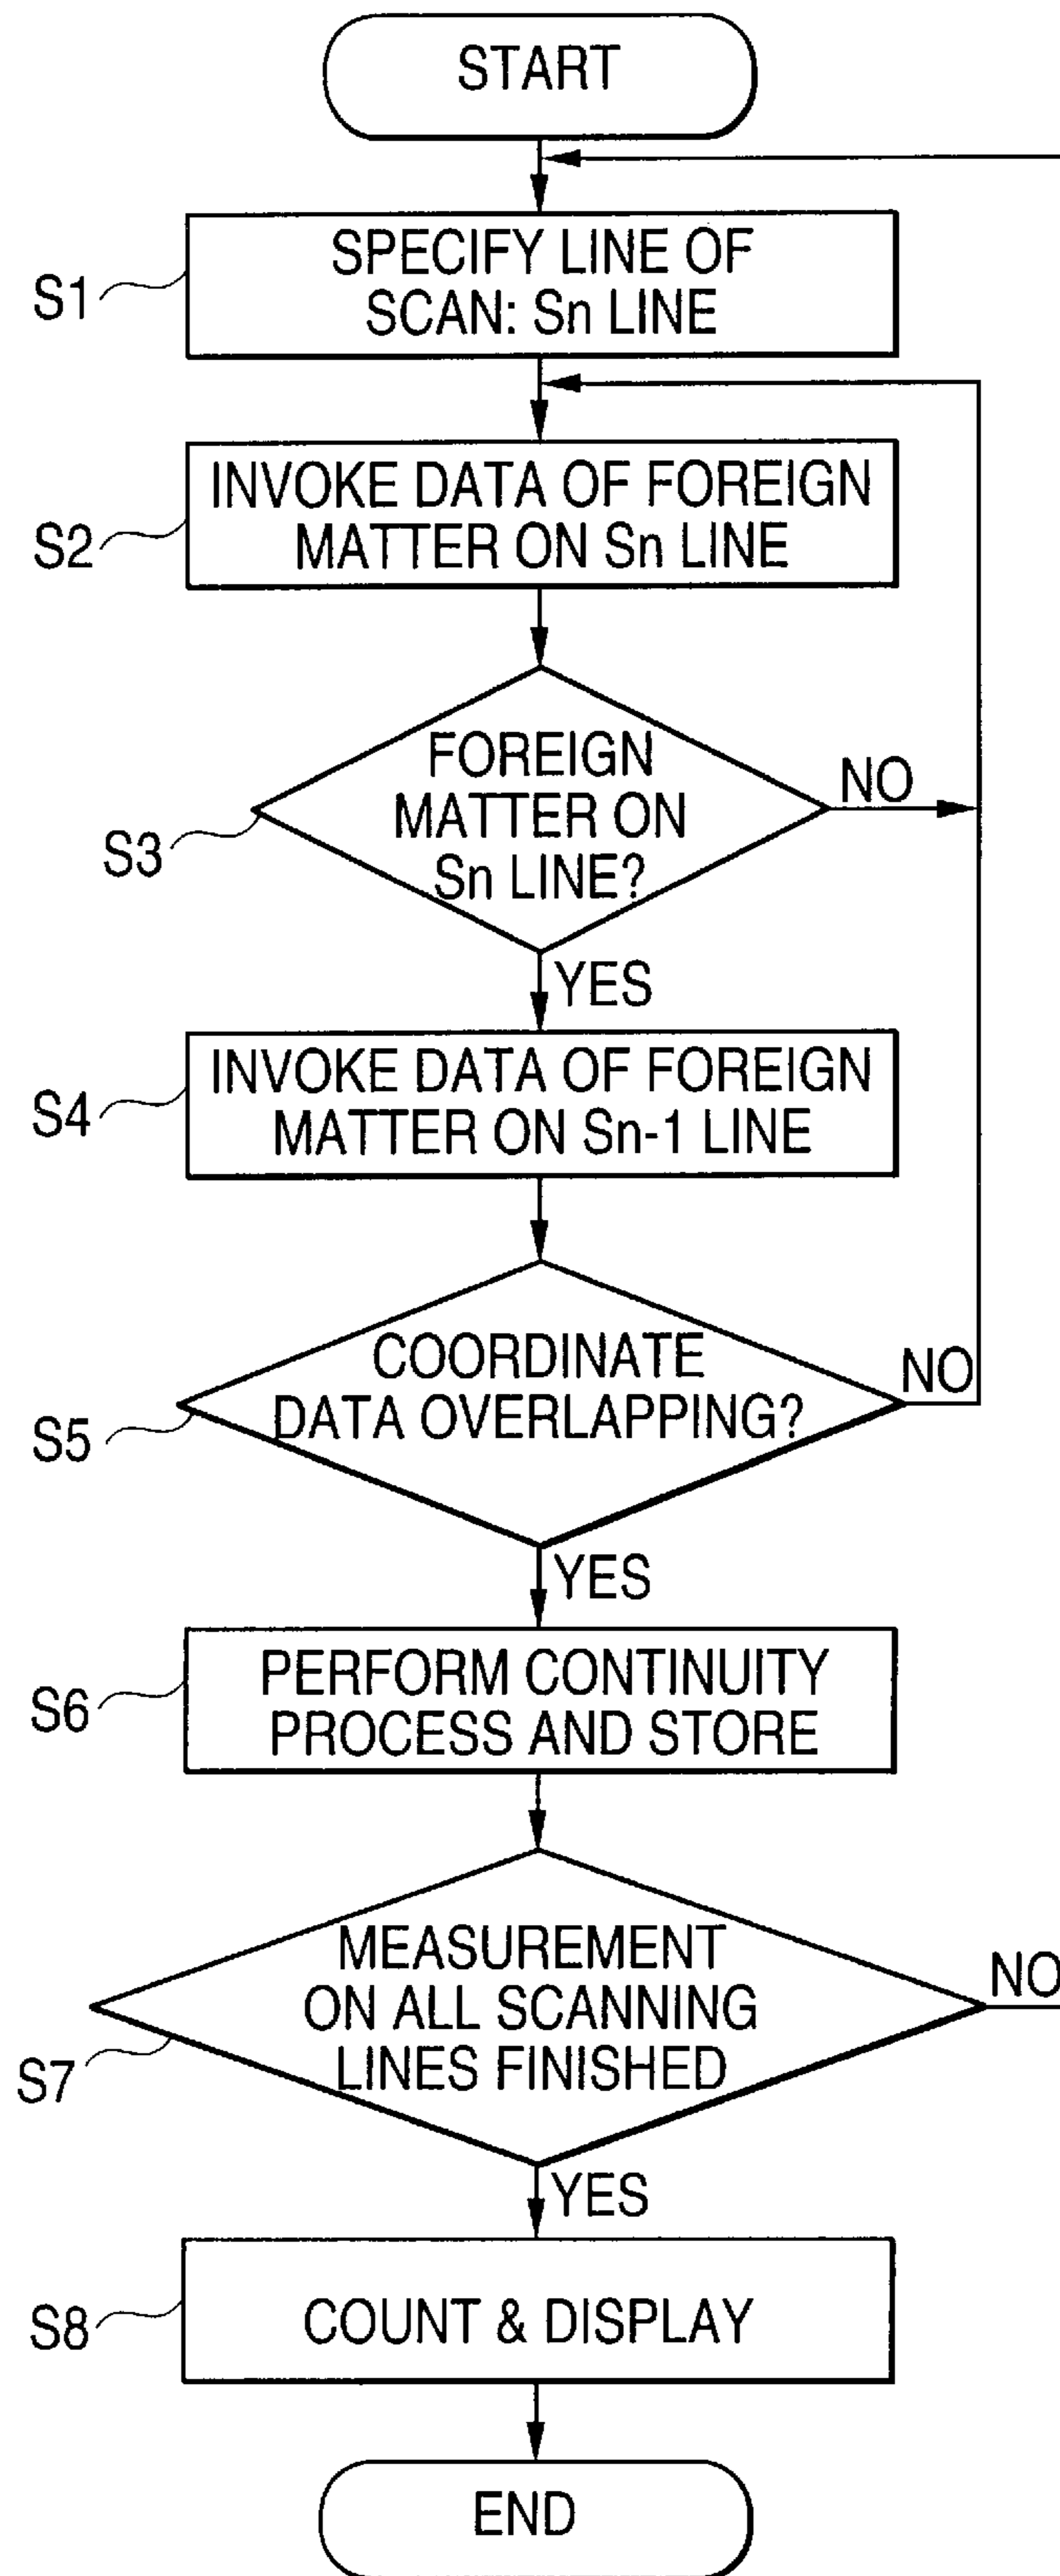 START
S1
SPECIFY LINE OF
SCAN: Sn LINE
S2
INVOKE DATA OF FOREIGN
MATTER ON Sn LINE
S3
FOREIGN
MATTER ON
Sn LINE?
NO
YES
S4
INVOKE DATA OF FOREIGN
MATTER ON Sn-1 LINE
S5
COORDINATE
DATA OVERLAPPING?
NO
YES
S6
PERFORM CONTINUITY
PROCESS AND STORE
S7
MEASUREMENT
ON ALL SCANNING
LINES FINISHED
NO
YES
S8
COUNT & DISPLAY
END